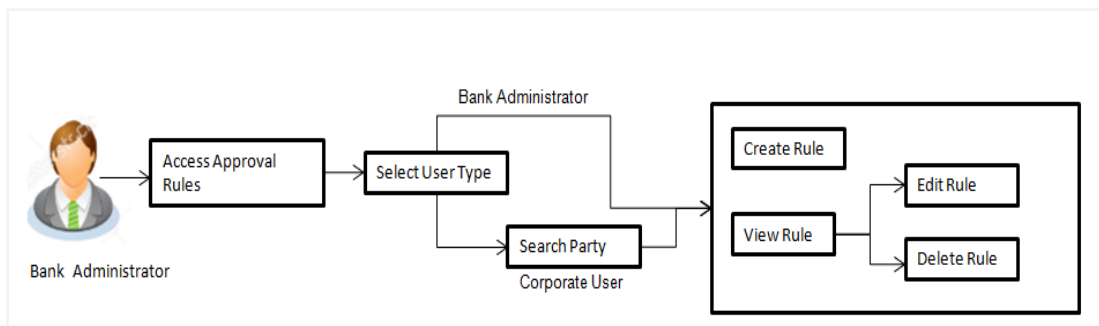 Bank Administrator
Access Approval
Rules
Select User Type
Bank Administrator
Search Party
Corporate User
Create Rule
View Rule
Edit Rule
Delete Rule